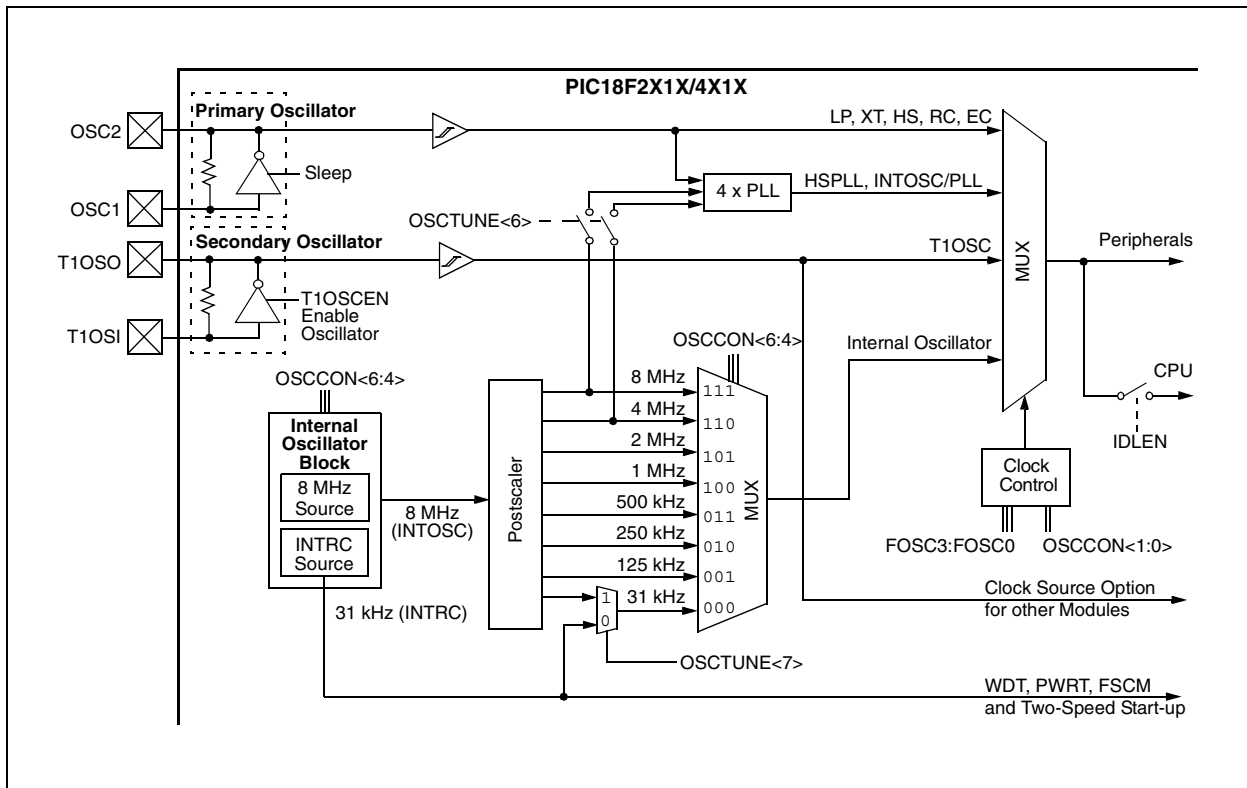 PIC18F2X1X/4X1X
Primary Oscillator
OSC2
LP, XT, HS, RC, EC
Sleep
4 x PLL
HSPLL, INTOSC/PLL
OSC1
OSCTUNE<6>
Secondary Oscillator
T1OSO
T1OSC
MUX
Peripherals
T1OSCEN
Enable
Oscillator
T1OSI
OSCCON<6:4>
Internal Oscillator
OSCCON<6:4>
CPU
IDLEN
Internal
Oscillator
Block
8 MHz
Source
INTRC
Source
8 MHz
(INTOSC)
31 kHz (INTRC)
Postscaler
8 MHz
111
4 MHz
110
2 MHz
101
1 MHz
100
500 kHz
011
250 kHz
010
125 kHz
001
1
0
31 kHz
000
MUX
OSCTUNE<7>
Clock
Control
FOSC3:FOSC0
OSCCON<1:0>
Clock Source Option
for other Modules
WDT, PWRT, FSCM
and Two-Speed Start-up